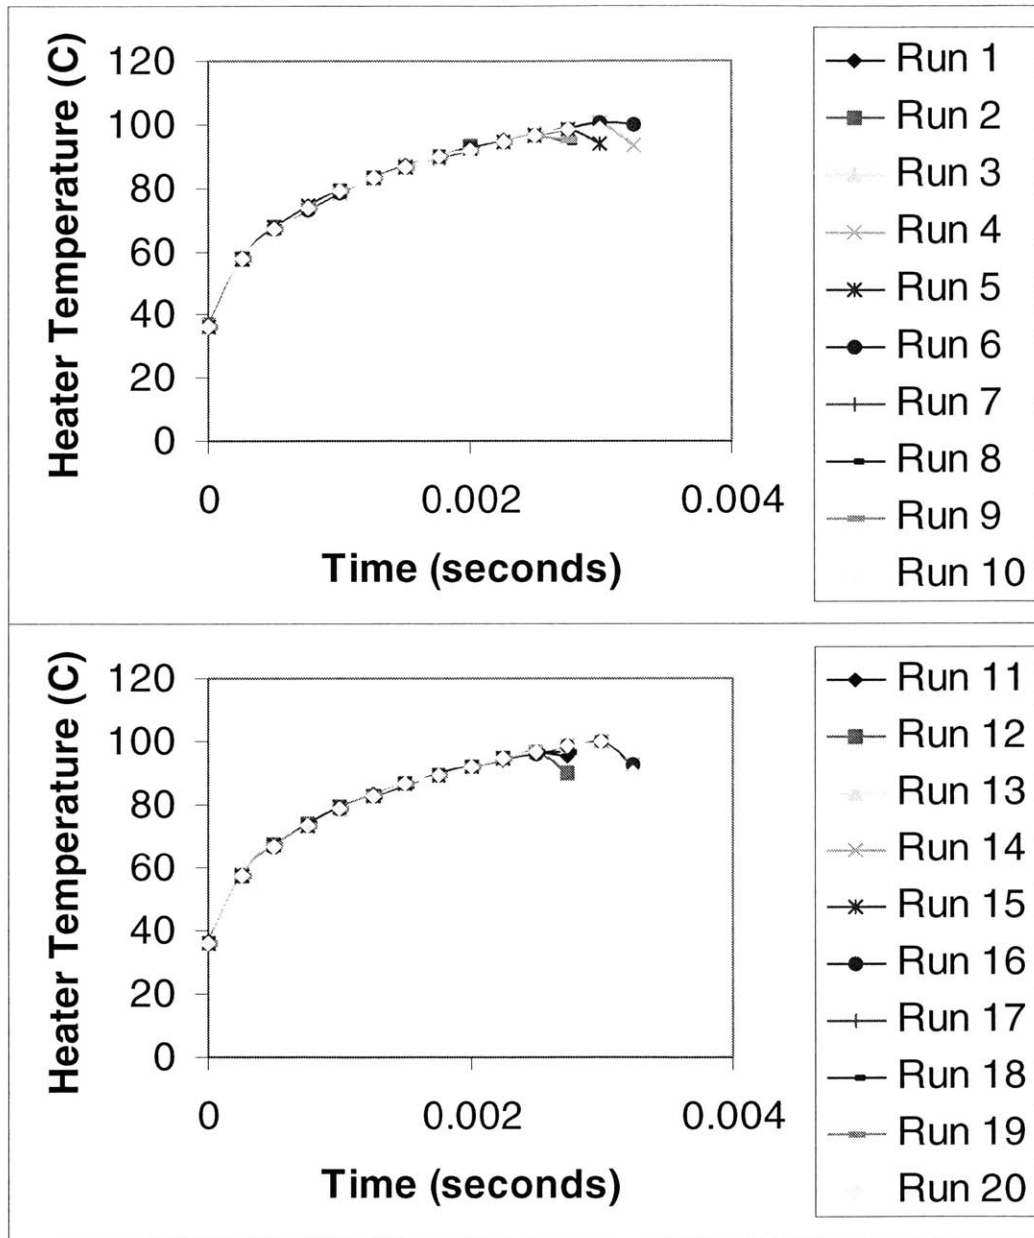 Heater Temperature (C)
120
100
80
60
40
20
0
0
0.002
0.004
Time (seconds)
Run 1
Run 2
Run 3
Run 4
Run 5
Run 6
Run 7
Run 8
Run 9
Run 10
Heater Temperature (C)
120
100
80
60
40
20
0
0
0.002
0.004
Time (seconds)
Run 11
Run 12
Run 13
Run 14
Run 15
Run 16
Run 17
Run 18
Run 19
Run 20